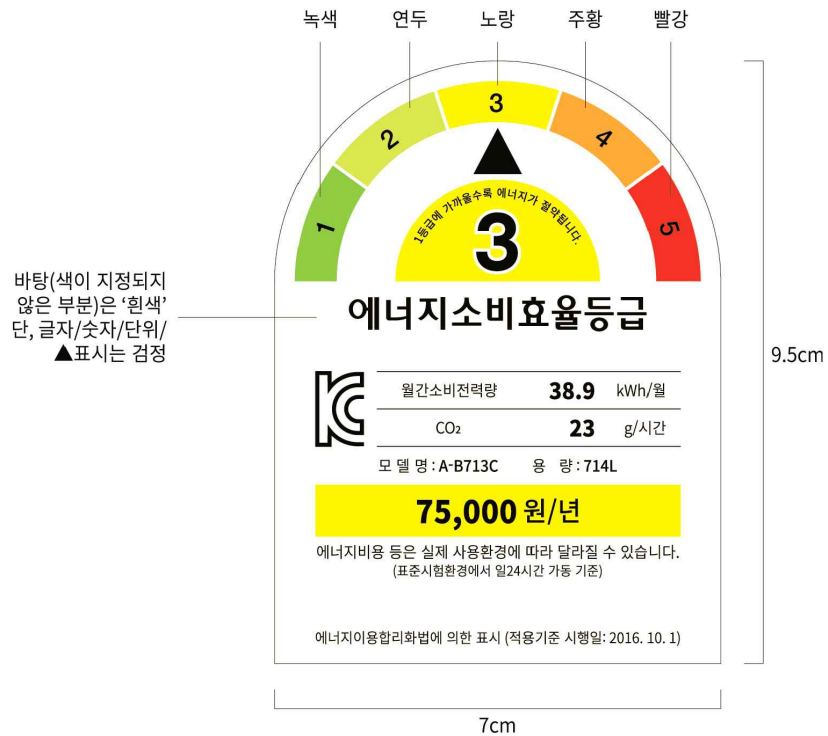 녹색 연두 노랑 주황 빨강
1 2 3 4 5
1등급에 가까울수록 에너지가 절약됩니다.
3
에너지소비효율등급
바탕(색이 지정되지
않은 부분)은 ‘흰색’
단, 글자/숫자/단위/
▲표시는 검정
월간소비전력량 38.9 kWh/월
CO₂ 23 g/시간
모 델 명 : A-B713C 용 량 : 714L
75,000 원/년
에너지비용 등은 실제 사용환경에 따라 달라질 수 있습니다.
(표준시험환경에서 일24시간 가동 기준)
에너지이용합리화법에 의한 표시 (적용기준 시행일: 2016. 10. 1)
9.5cm
7cm